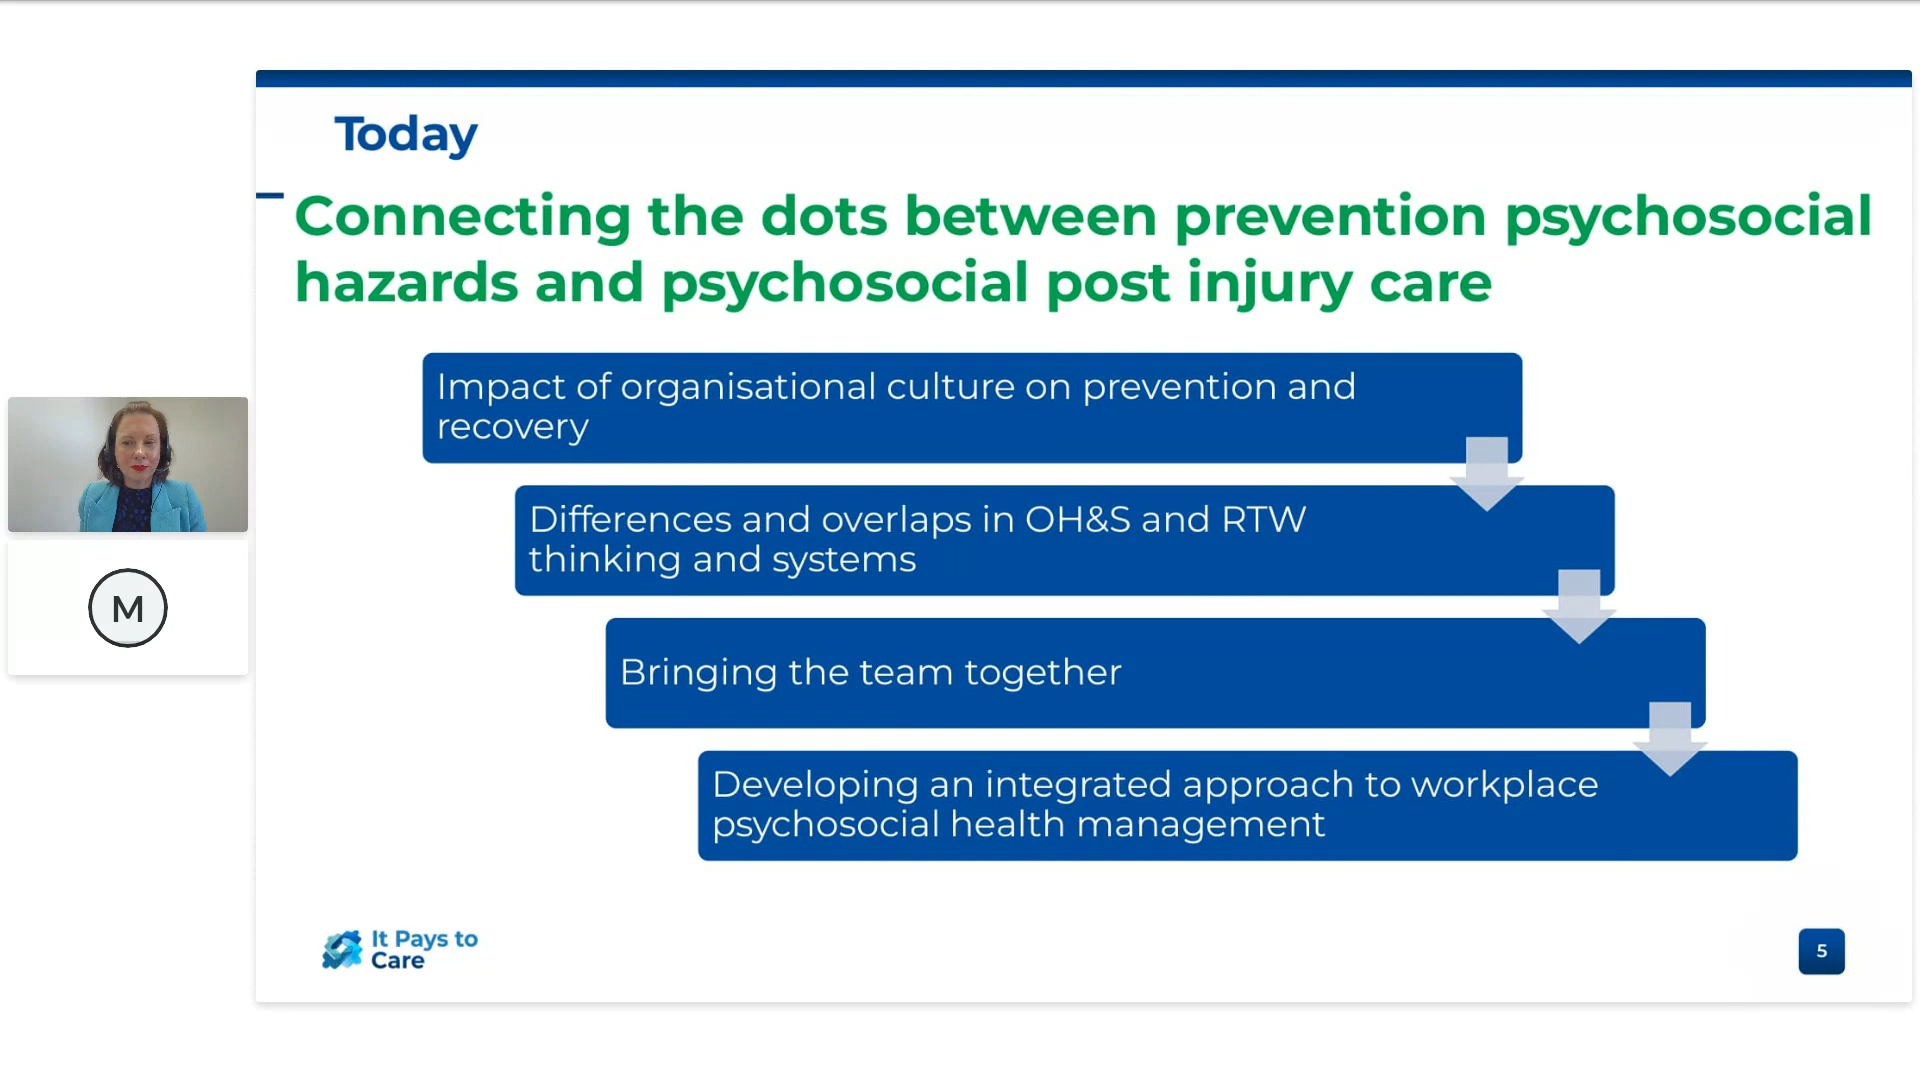 Today
Connecting the dots between prevention psychosocial
hazards and psychosocial post injury care
Impact of organisational culture on prevention and
recovery
Differences and overlaps in OH&S and RTW
thinking and systems
Bringing the team together
Developing an integrated approach to workplace
psychosocial health management
M
It Pays to
Care
5